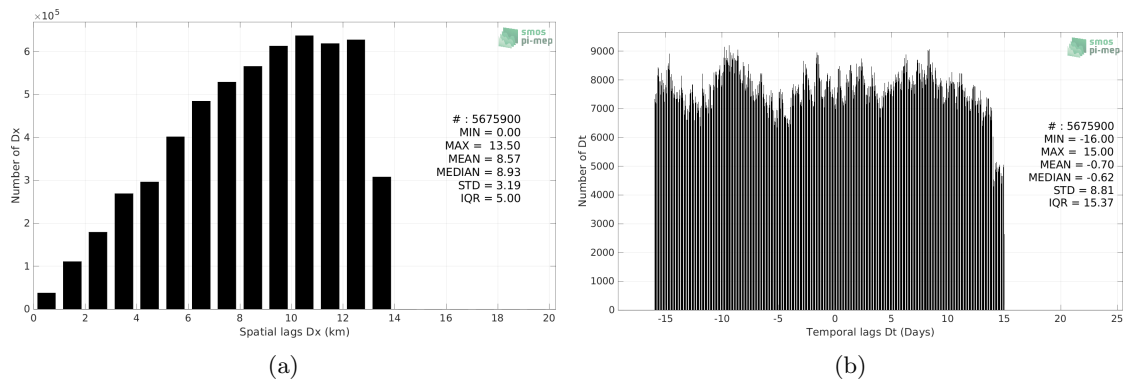 ×10⁵
6
5
4
3
2
1
0
Number of Dx
0 2 4 6 8 10 12 14 16 18 20
Spatial lags Dx (km)
smos
pi-mep
# : 5675900
MIN = 0.00
MAX = 13.50
MEAN = 8.57
MEDIAN = 8.93
STD = 3.19
IQR = 5.00
(a)
9000
8000
7000
6000
5000
4000
3000
2000
1000
0
Number of Dt
-15 -10 -5 0 5 10 15 20 25
Temporal lags Dt (Days)
smos
pi-mep
# : 5675900
MIN = -16.00
MAX = 15.00
MEAN = -0.70
MEDIAN = -0.62
STD = 8.81
IQR = 15.37
(b)